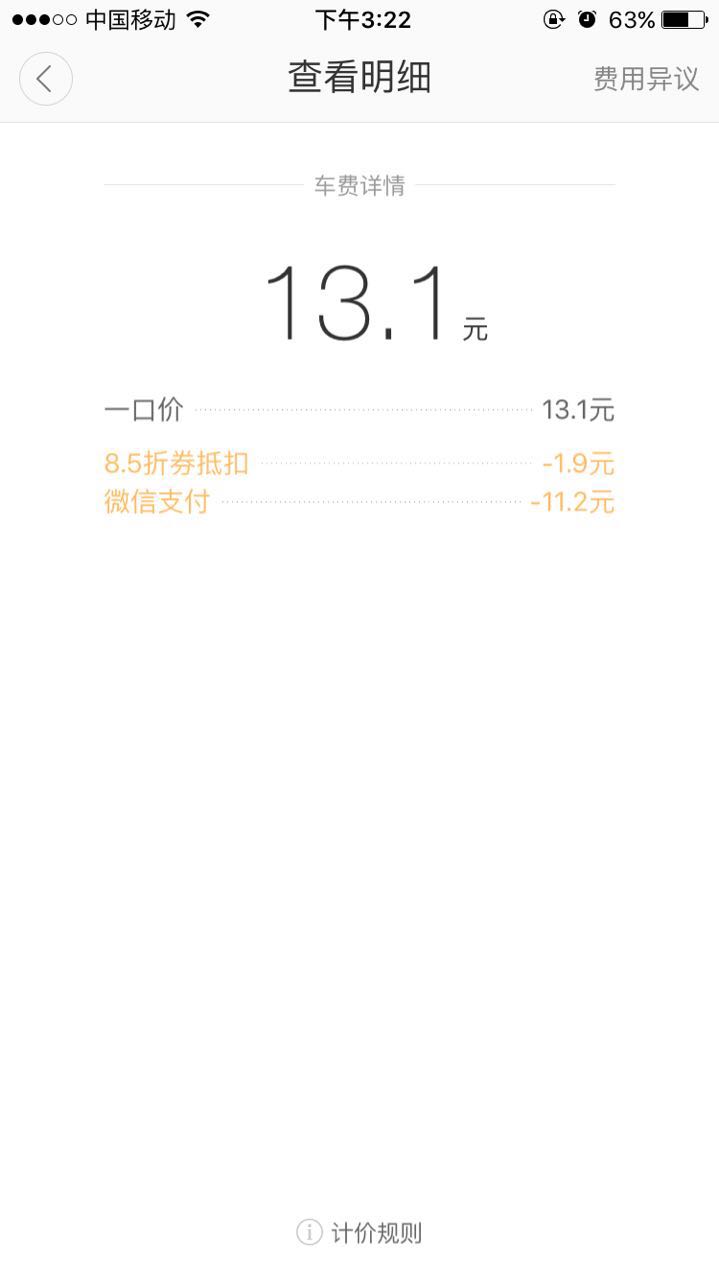 中国移动 下午3:22 63%
查看明细 费用异议
车费详情
13.1元
一口价 13.1元
8.5折券抵扣 -1.9元
微信支付 -11.2元
计价规则